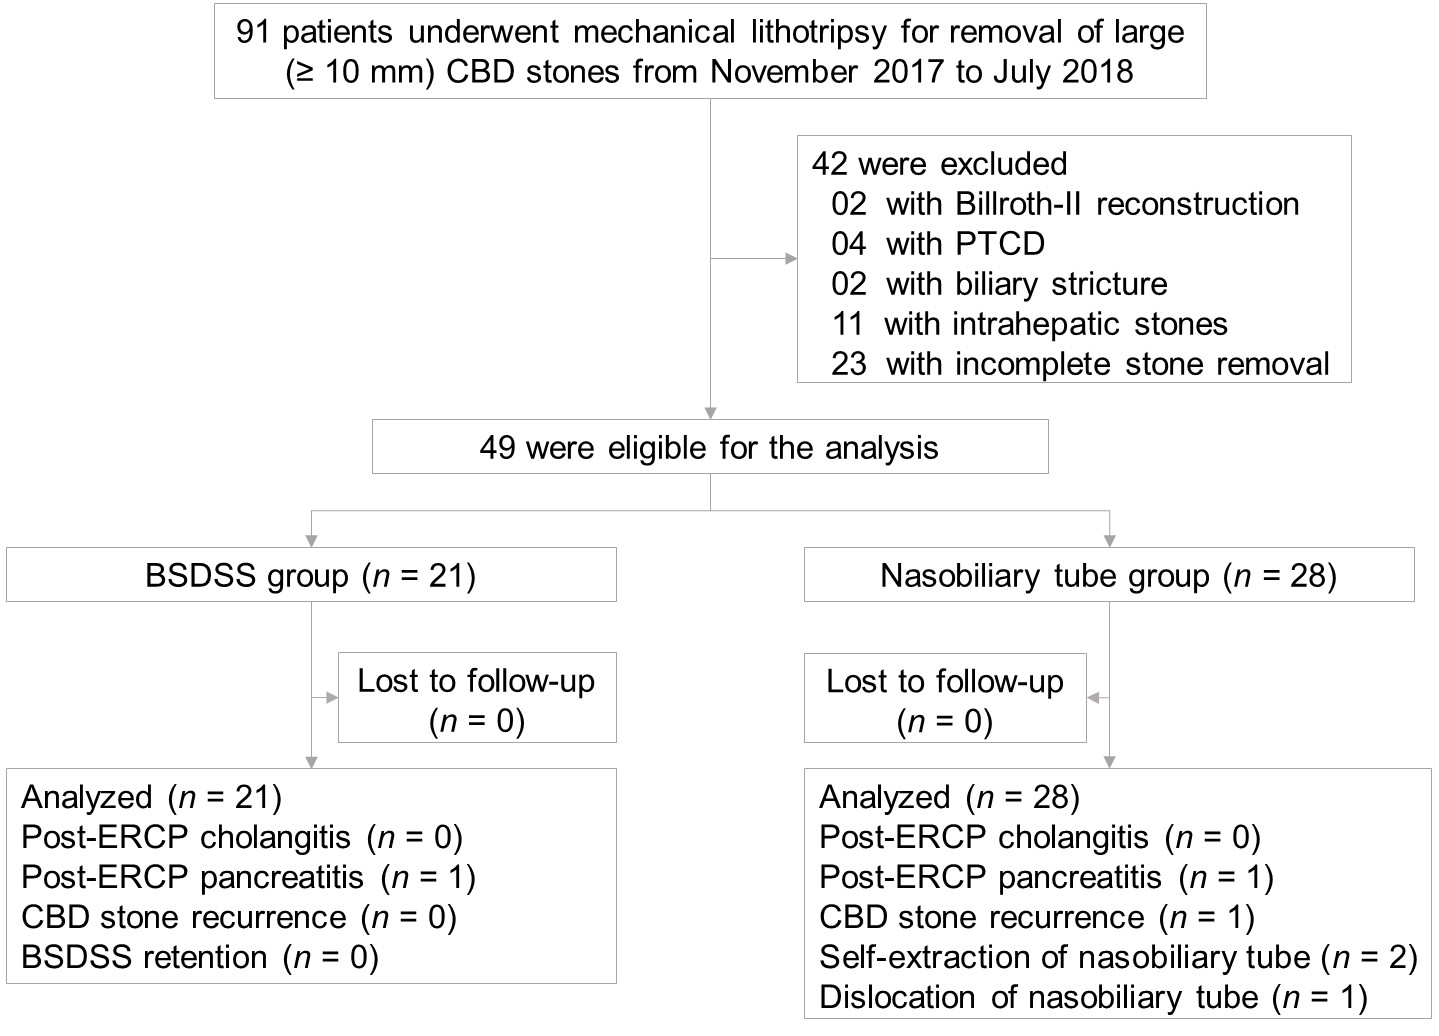 91 patients underwent mechanical lithotripsy for removal of large
(≥ 10 mm) CBD stones from November 2017 to July 2018
42 were excluded
02 with Billroth-II reconstruction
04 with PTCD
02 with biliary stricture
11 with intrahepatic stones
23 with incomplete stone removal
49 were eligible for the analysis
BSDSS group (n = 21)
Lost to follow-up
(n = 0)
Analyzed (n = 21)
Post-ERCP cholangitis (n = 0)
Post-ERCP pancreatitis (n = 1)
CBD stone recurrence (n = 0)
BSDSS retention (n = 0)
Nasobiliary tube group (n = 28)
Lost to follow-up
(n = 0)
Analyzed (n = 28)
Post-ERCP cholangitis (n = 0)
Post-ERCP pancreatitis (n = 1)
CBD stone recurrence (n = 1)
Self-extraction of nasobiliary tube (n = 2)
Dislocation of nasobiliary tube (n = 1)